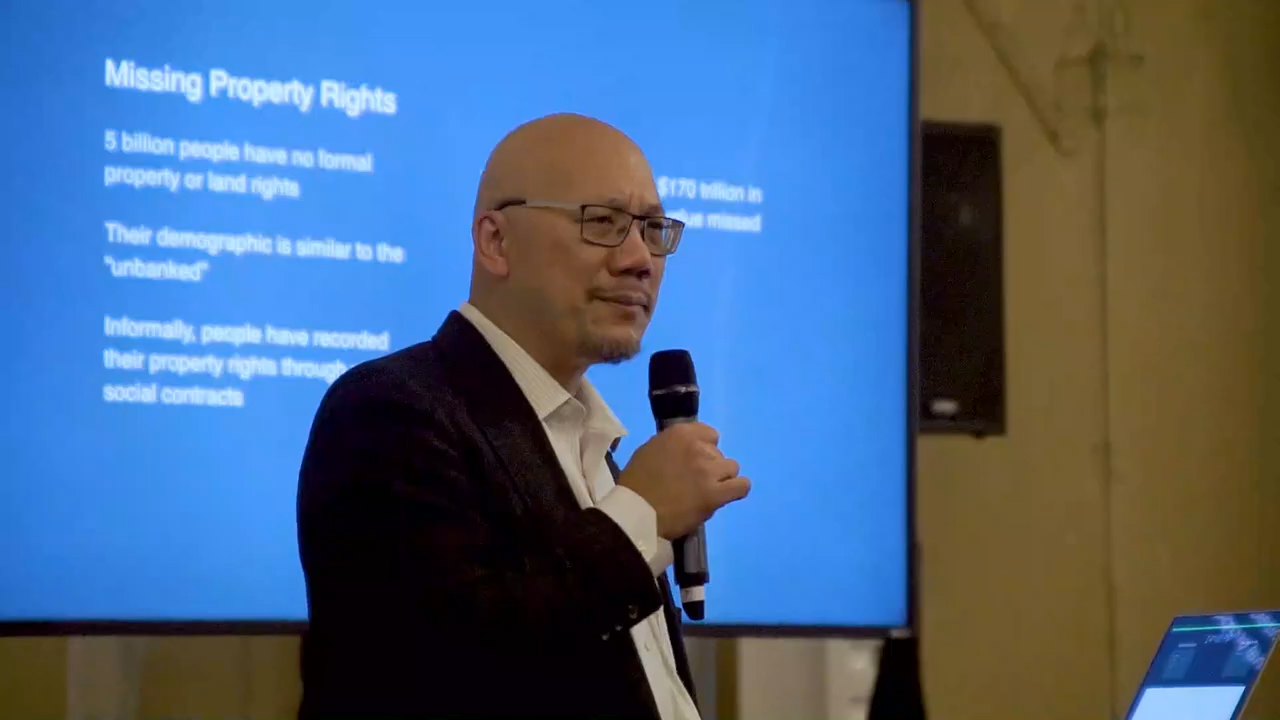 Missing Property Rights
5 billion people have no formal
property or land rights
Their demographic is similar to the
"unbanked"
Informally, people have recorded
their property rights through
social contracts
$170 trillion in
missed